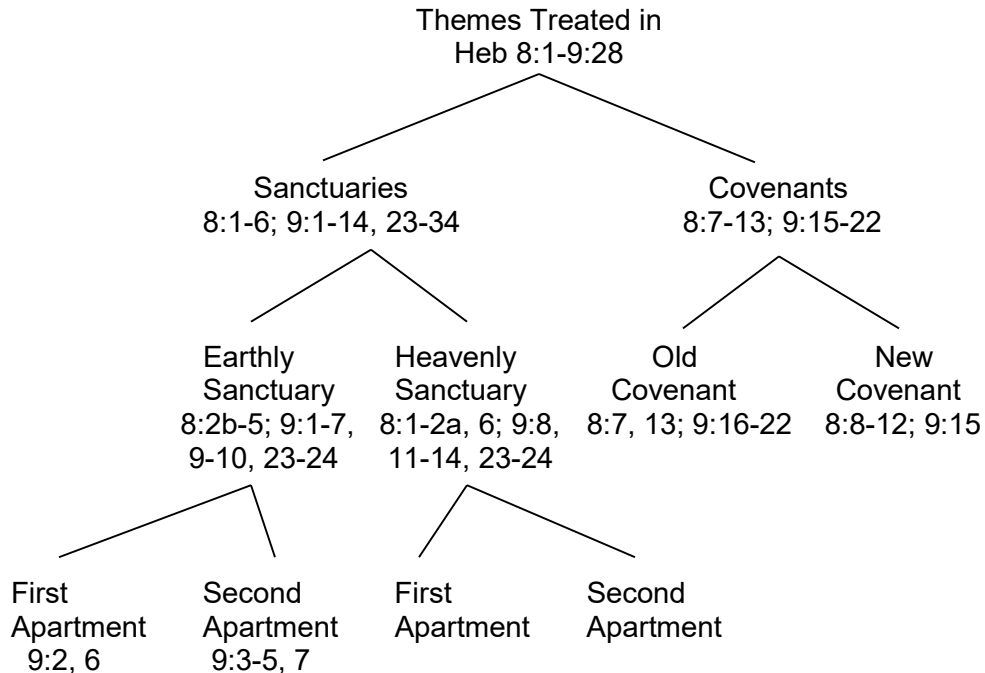 Themes Treated in
Heb 8:1-9:28
Sanctuaries
8:1-6; 9:1-14, 23-34
Covenants
8:7-13; 9:15-22
Earthly
Sanctuary
8:2b-5; 9:1-7,
9-10, 23-24
Heavenly
Sanctuary
8:1-2a, 6; 9:8,
11-14, 23-24
Old
Covenant
8:7, 13; 9:16-22
New
Covenant
8:8-12; 9:15
First
Apartment
9:2, 6
Second
Apartment
9:3-5, 7
First
Apartment
Second
Apartment